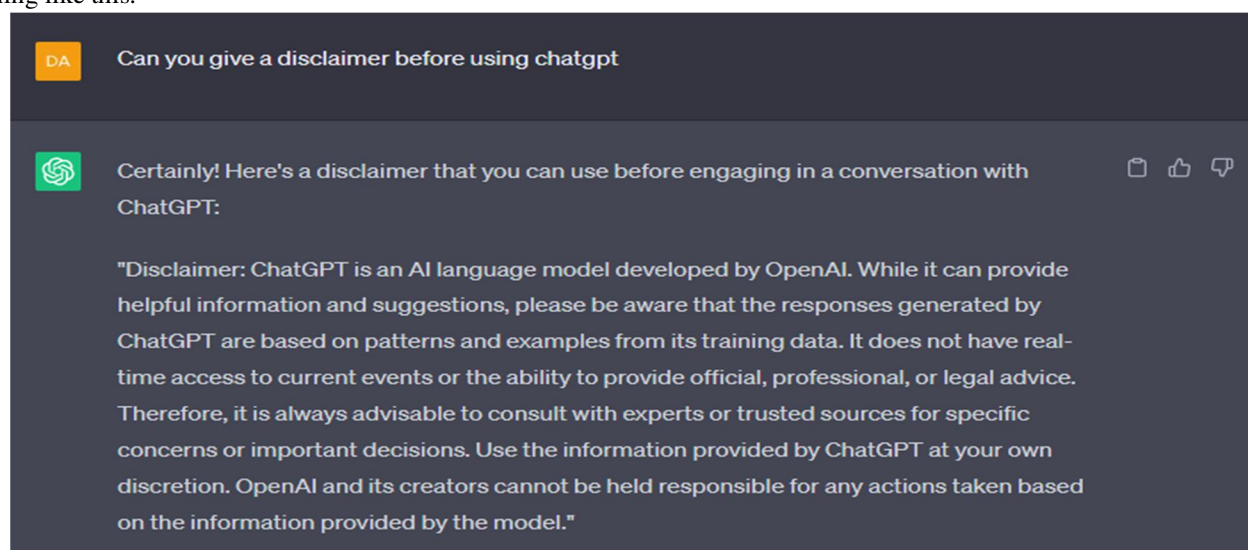 like this.
DA
Can you give a disclaimer before using chatgpt
Certainly! Here's a disclaimer that you can use before engaging in a conversation with
ChatGPT:
"Disclaimer: ChatGPT is an AI language model developed by OpenAI. While it can provide
helpful information and suggestions, please be aware that the responses generated by
ChatGPT are based on patterns and examples from its training data. It does not have real-
time access to current events or the ability to provide official, professional, or legal advice.
Therefore, it is always advisable to consult with experts or trusted sources for specific
concerns or important decisions. Use the information provided by ChatGPT at your own
discretion. OpenAI and its creators cannot be held responsible for any actions taken based
on the information provided by the model."